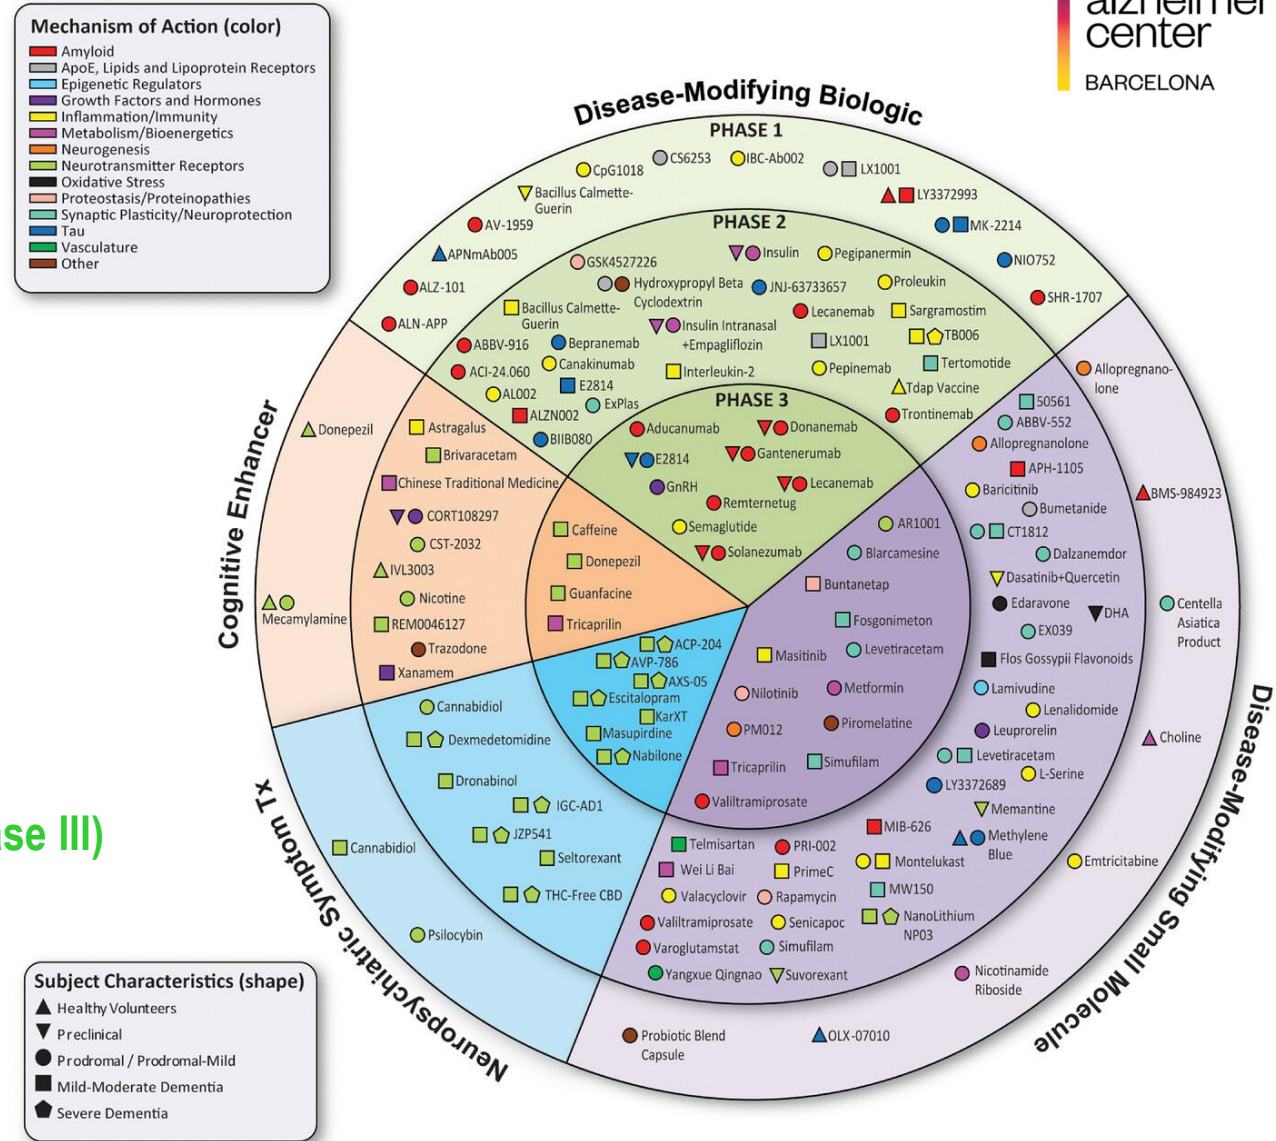 Mechanism of Action (color)
Amyloid
ApoE, Lipids and Lipoprotein Receptors
Epigenetic Regulators
Growth Factors and Hormones
Inflammation/Immunity
Metabolism/Bioenergetics
Neurogenesis
Neurotransmitter Receptors
Oxidative Stress
Proteostasis/Proteinopathies
Synaptic Plasticity/Neuroprotection
Tau
Vasculature
Other
alzheimer
center
BARCELONA
Disease-Modifying Biologic
PHASE 1
CS6253
IBC-Ab002
CpG1018
LX1001
Bacillus Calmette-
Guerin
LY3372993
AV-1959
MK-2214
APNmAb005
NIO752
ALZ-101
SHR-1707
ALN-APP
PHASE 2
GSK4527226
Insulin
Pegipanermin
Hydroxypropyl Beta
Cyclodextrin
JNJ-63733657
Proleukin
Bacillus Calmette-
Guerin
Lecanemab
Sargramostim
Insulin Intranasal
+Empagliflozin
ABBV-916
Bepranemab
LX1001
TB006
ACI-24.060
Canakinumab
Interleukin-2
Pepinemab
Tertomotide
AL002
E2814
Tdap Vaccine
ALZN002
ExPlas
Trontinemab
BIIB080
PHASE 3
Aducanumab
Donanemab
E2814
Gantenerumab
GnRH
Lecanemab
Remternetug
Semaglutide
Solanezumab
Cognitive Enhancer
Donepezil
Mecamylamine
Astragalus
Brivaracetam
Chinese Traditional Medicine
CORT108297
CST-2032
IVL3003
Nicotine
REM0046127
Trazodone
Xanamem
Caffeine
Donepezil
Guanfacine
Tricaprilin
Neuropsychiatric Symptom Tx
ACP-204
AVP-786
AXS-05
Escitalopram
KarXT
Masupirdine
Nabilone
Cannabidiol
Dexmedetomidine
Dronabinol
IGC-AD1
JZP541
Seltorexant
THC-Free CBD
Cannabidiol
Psilocybin
Disease-Modifying Small Molecule
AR1001
Blarcamesine
Buntanetap
Fosgonimeton
Masitinib
Levetiracetam
Nilotinib
Metformin
PM012
Piromelatine
Tricaprilin
Simufilam
Valiltramiprosate
50561
ABBV-552
Allopregnanolone
APH-1105
Baricitinib
Bumetanide
CT1812
Dalzanemdor
Dasatinib+Quercetin
Edaravone
DHA
EX039
Flos Gossypii Flavonoids
Lamivudine
Lenalidomide
Leuprorelin
Levetiracetam
L-Serine
LY3372689
Memantine
MIB-626
Methylene
Blue
Montelukast
MW150
NanoLithium
NP03
Telmisartan
PRI-002
Wei Li Bai
PrimeC
Valacyclovir
Rapamycin
Valiltramiprosate
Senicapoc
Varoglutamstat
Simufilam
Yangxue Qingnao
Suvorexant
Allopregnano-
lone
BMS-984923
Centella
Asiatica
Product
Choline
Emtricitabine
Nicotinamide
Riboside
OLX-07010
Probiotic Blend
Capsule
ase III)
Subject Characteristics (shape)
Healthy Volunteers
Preclinical
Prodromal / Prodromal-Mild
Mild-Moderate Dementia
Severe Dementia